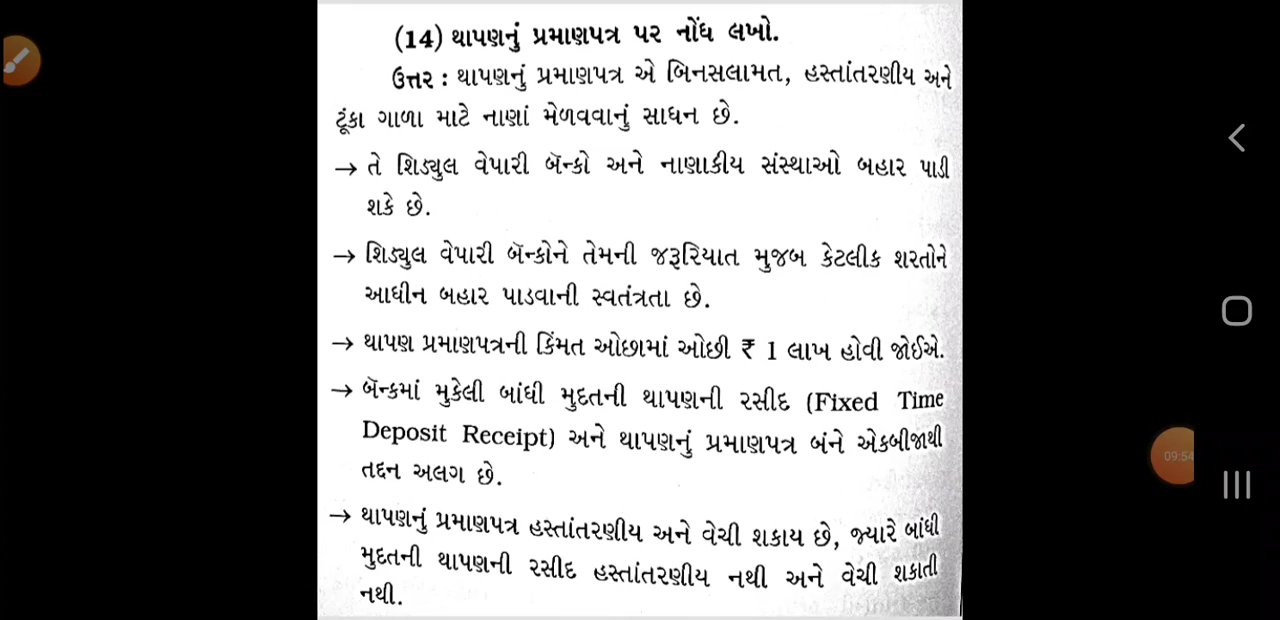 (14) થાપણનું પ્રમાણપત્ર પર નોંધ લખો.
ઉત્તર : થાપણનું પ્રમાણપત્ર એ બિનસલામત, હસ્તાંતરણીય અને
ટૂંકા ગાળા માટે નાણાં મેળવવાનું સાધન છે.
→ તે શિડ્યુલ વેપારી બૅન્કો અને નાણાકીય સંસ્થાઓ બહાર પાડી
શકે છે.
→ શિડ્યુલ વેપારી બૅન્કોને તેમની જરૂરિયાત મુજબ કેટલીક શરતોને
આધીન બહાર પાડવાની સ્વતંત્રતા છે.
→ થાપણ પ્રમાણપત્રની કિંમત ઓછામાં ઓછી ₹ 1 લાખ હોવી જોઈએ.
→ બૅન્કમાં મુકેલી બાંધી મુદતની થાપણની રસીદ (Fixed Time
Deposit Receipt) અને થાપણનું પ્રમાણપત્ર બંને એકબીજાથી
તદ્દન અલગ છે.
→ થાપણનું પ્રમાણપત્ર હસ્તાંતરણીય અને વેચી શકાય છે, જ્યારે બાંધી
મુદતની થાપણની રસીદ હસ્તાંતરણીય નથી અને વેચી શકાતી
નથી.
09:54